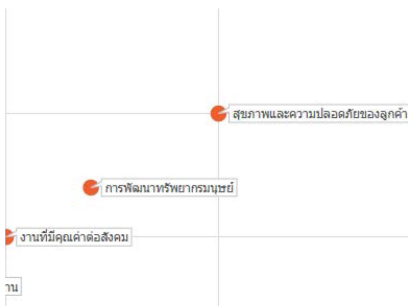 สุขภาพและความปลอดภัยของลูกค้า
การพัฒนาทรัพยากรมนุษย์
งานที่มีคุณค่าต่อสังคม
าน